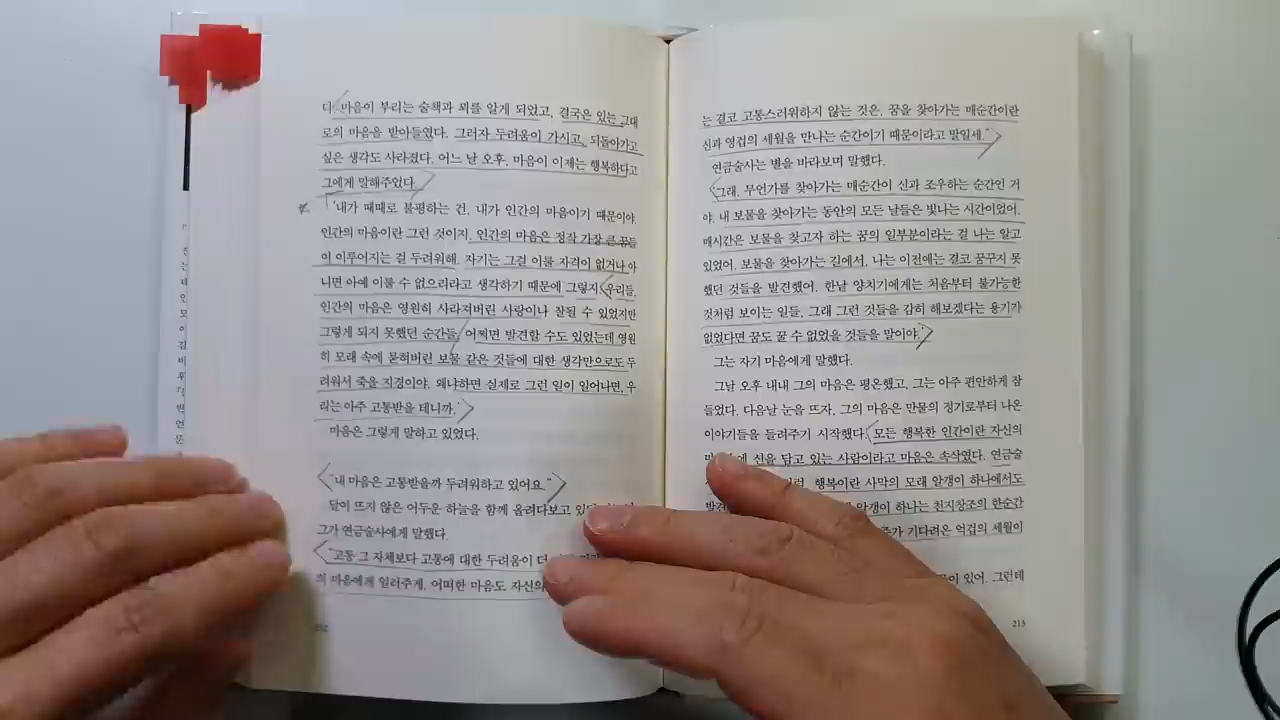 다. 마음이 부리는 술책과 꾀를 알게 되었고, 결국은 있는 그대
로의 마음을 받아들였다. 그러자 두려움이 가시고, 되돌아가고
싶은 생각도 사라졌다. 어느 날 오후, 마음이 이제는 행복하다고
그에게 말해주었다.
"내가 때때로 불평하는 건, 내가 인간의 마음이기 때문이야.
인간의 마음이란 그런 것이지. 인간의 마음은 정작 가장 큰 꿈들
이 이루어지는 걸 두려워해. 자기는 그걸 이룰 자격이 없거나 아
니면 아예 이룰 수 없으리라고 생각하기 때문에 그렇지. 우리들,
인간의 마음은 영원히 사라져버린 사랑이나 잘될 수 있었지만
그렇게 되지 못했던 순간들, 어쩌면 발견할 수도 있었는데 영원
히 모래 속에 묻혀버린 보물 같은 것들에 대한 생각만으로도 두
려워서 죽을 지경이야. 왜냐하면 실제로 그런 일이 일어나면, 우
리는 아주 고통받을 테니까."
마음은 그렇게 말하고 있었다.
"내 마음은 고통받을까 두려워하고 있어요."
달이 뜨지 않은 어두운 하늘을 함께 올려다보고 있
그가 연금술사에게 말했다.
"고통 그 자체보다 고통에 대한 두려움이 더
의 마음에게 일러주게. 어떠한 마음도 자신의
212
는 결코 고통스러워하지 않는 것은, 꿈을 찾아가는 매순간이란
신과 영겁의 세월을 만나는 순간이기 때문이라고 말일세."
연금술사는 별을 바라보며 말했다.
'그래, 무언가를 찾아가는 매순간이 신과 조우하는 순간인 거
야. 내 보물을 찾아가는 동안의 모든 날들은 빛나는 시간이었어.
매시간은 보물을 찾고자 하는 꿈의 일부분이라는 걸 나는 알고
있었어. 보물을 찾아가는 길에서, 나는 이전에는 결코 꿈꾸지 못
했던 것들을 발견했어. 한낱 양치기에게는 처음부터 불가능한
것처럼 보이는 일들, 그래 그런 것들을 감히 해보겠다는 용기가
없었다면 꿈도 꿀 수 없었을 것들을 말이야.'
그는 자기 마음에게 말했다.
그날 오후 내내 그의 마음은 평온했고, 그는 아주 편안하게 잠
들었다. 다음날 눈을 뜨자, 그의 마음은 만물의 정기로부터 나온
이야기들을 들려주기 시작했다. 모든 행복한 인간이란 자신의
마음에 신을 담고 있는 사람이라고 마음은 속삭였다. 연금술
행복이란 사막의 모래 알갱이 하나에서도
발견 알갱이 하나는 천지창조의 한순간
기다려온 억겁의 세월이
있어. 그런데
213